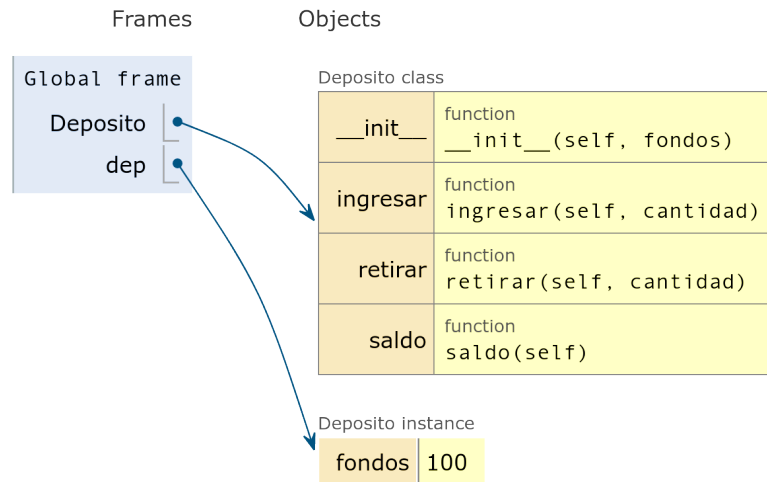 Frames Objects
Global frame
Deposito
dep
Deposito class
__init__ function
__init__(self, fondos)
ingresar function
ingresar(self, cantidad)
retirar function
retirar(self, cantidad)
saldo function
saldo(self)
Deposito instance
fondos 100